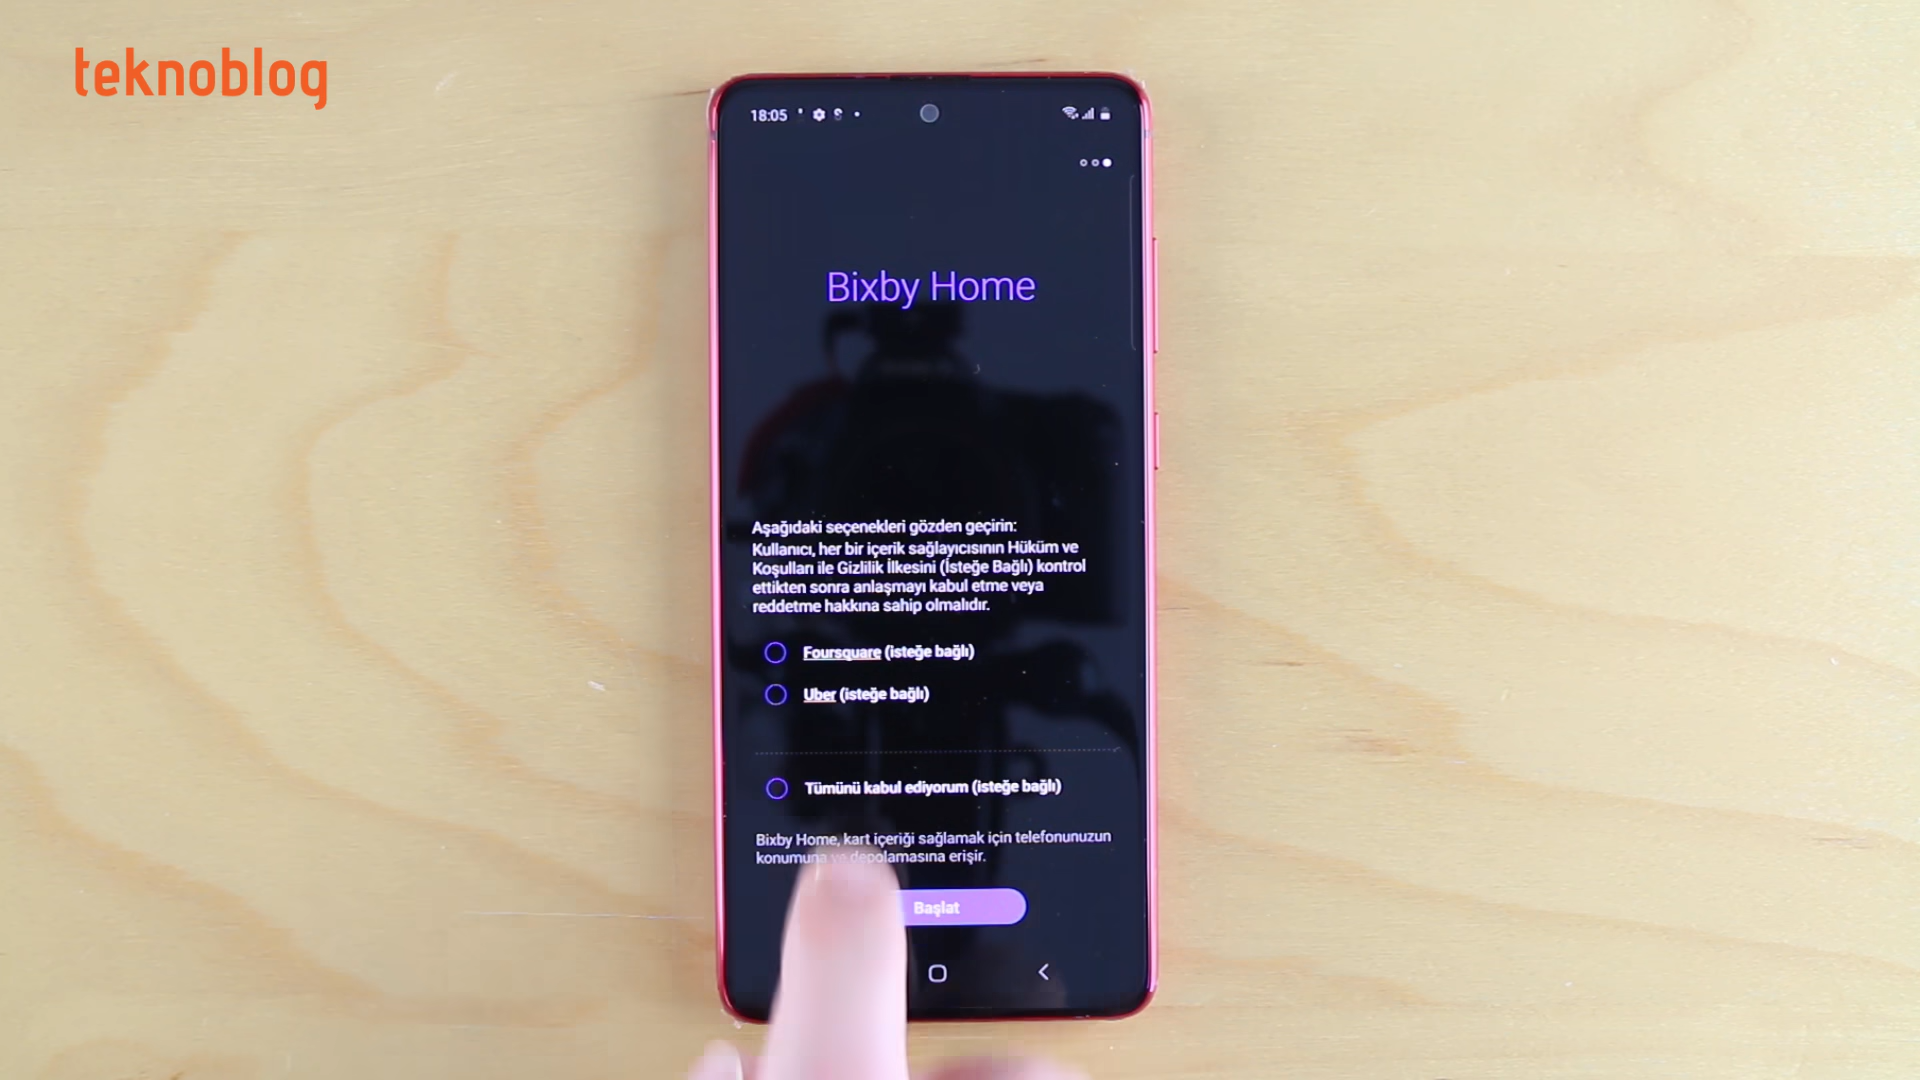 teknoblog
18:05
Bixby Home
Aşağıdaki seçenekleri gözden geçirin:
Kullanıcı, her bir içerik sağlayıcısının Hüküm ve
Koşulları ile Gizlilik İlkesini (İsteğe Bağlı) kontrol
ettikten sonra anlaşmayı kabul etme veya
reddetme hakkına sahip olmalıdır.
Foursquare (isteğe bağlı)
Uber (isteğe bağlı)
Tümünü kabul ediyorum (isteğe bağlı)
Bixby Home, kart içeriği sağlamak için telefonunuzun
konumuna ve depolamasına erişir.
Başlat